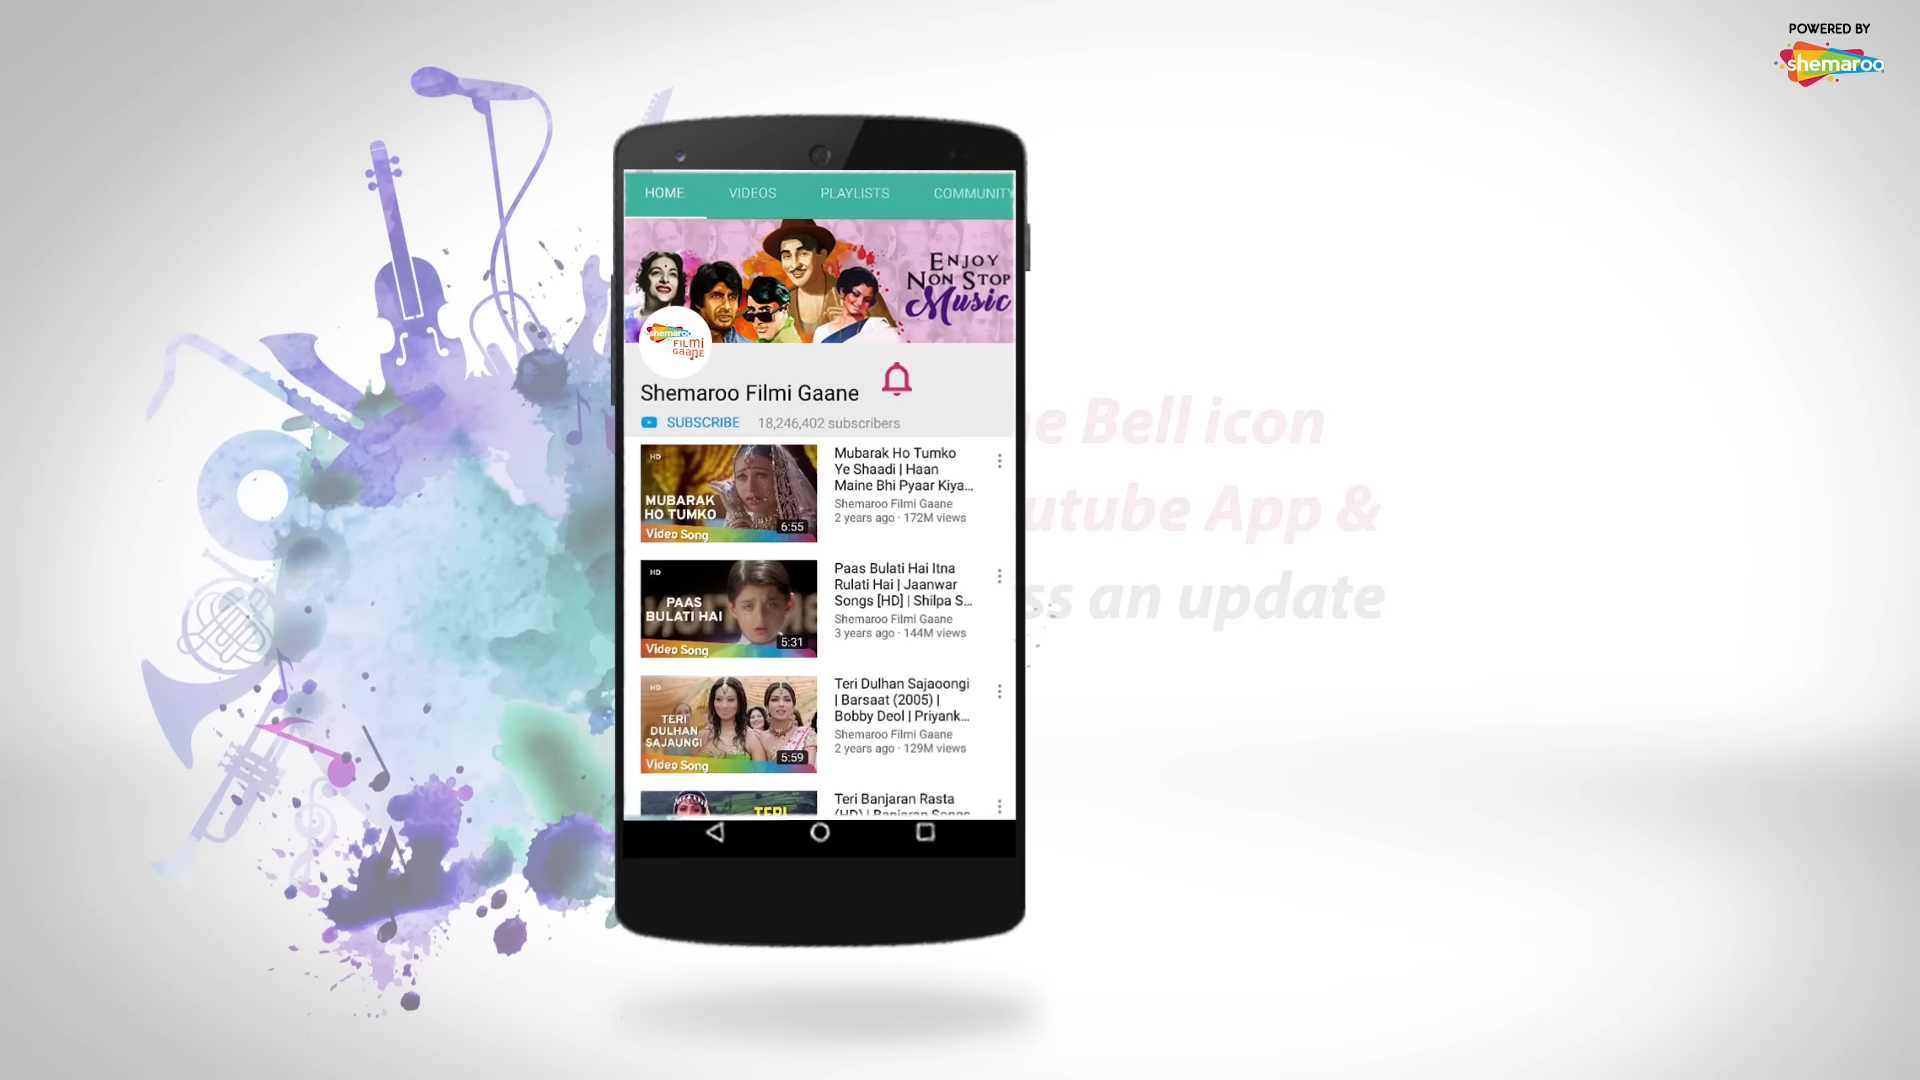 POWERED BY
shemaroo
HOME VIDEOS PLAYLISTS COMMUNITY
ENJOY
NON STOP
Music
shemaroo
FILMI
GAANE
Shemaroo Filmi Gaane
SUBSCRIBE 18,246,402 subscribers
HD
MUBARAK
HO TUMKO
6:55
Video Song
Mubarak Ho Tumko
Ye Shaadi | Haan
Maine Bhi Pyaar Kiya...
Shemaroo Filmi Gaane
2 years ago · 172M views
HD
PAAS
BULATI HAI
5:31
Video Song
Paas Bulati Hai Itna
Rulati Hai | Jaanwar
Songs [HD] | Shilpa S...
Shemaroo Filmi Gaane
3 years ago · 144M views
HD
TERI
DULHAN
SAJAUNGI
5:59
Video Song
Teri Dulhan Sajaoongi
| Barsaat (2005) |
Bobby Deol | Priyank...
Shemaroo Filmi Gaane
2 years ago · 129M views
TERI
Teri Banjaran Rasta
(HD) | Banjaran Songs
Bell icon
App &
an update